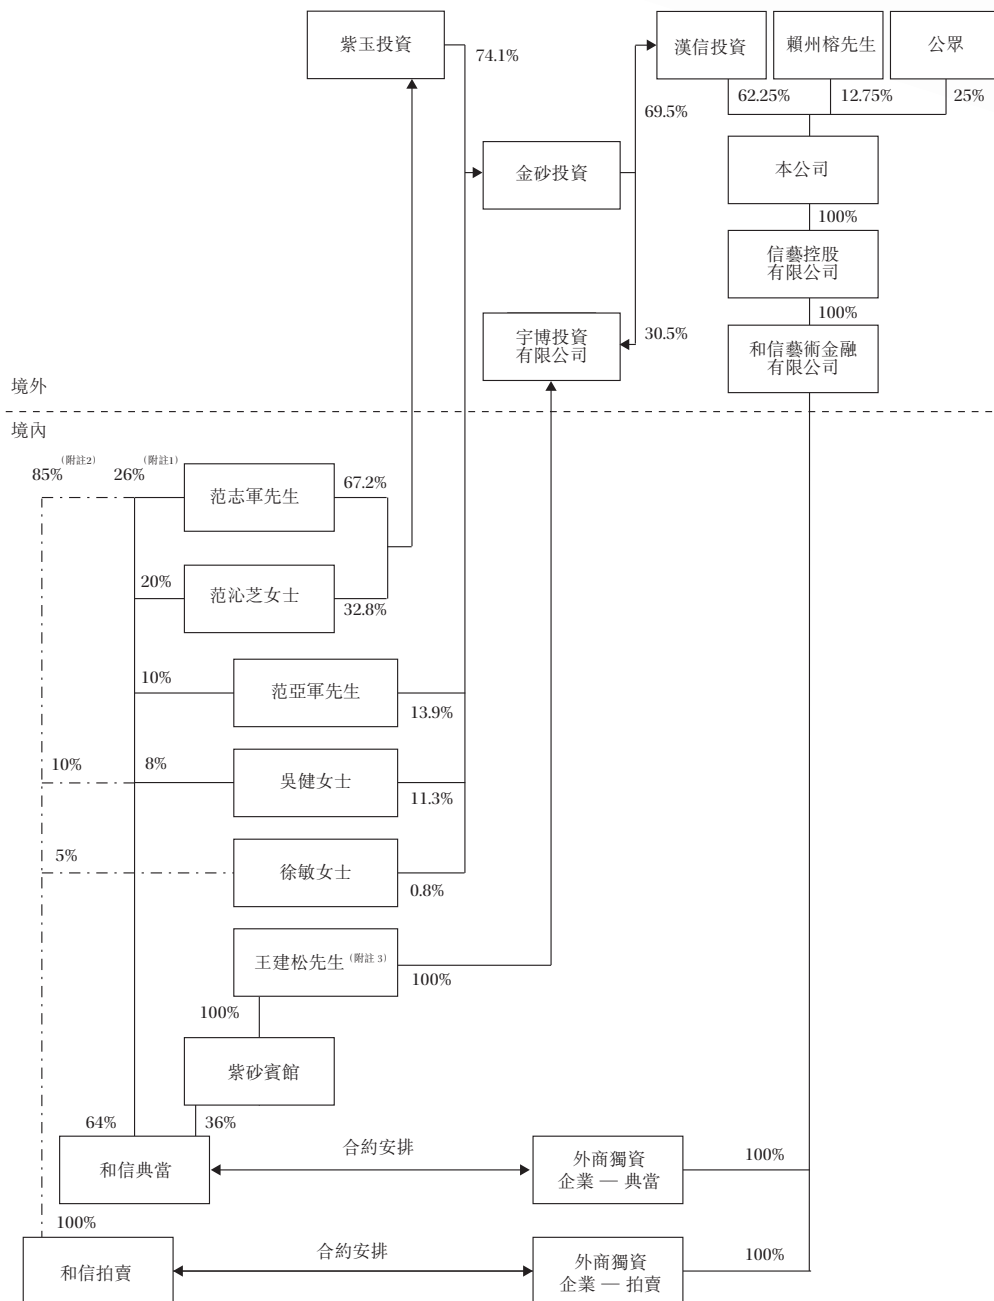 紫玉投資
74.1%
漢信投資
賴州榕先生
公眾
62.25%
12.75%
25%
69.5%
金砂投資
本公司
100%
信藝控股
有限公司
100%
宇博投資
有限公司
30.5%
和信藝術金融
有限公司
境外
境內
85%(附註2)
26%(附註1)
范志軍先生
67.2%
20%
范沁芝女士
32.8%
10%
范亞軍先生
13.9%
10%
8%
吳健女士
11.3%
5%
徐敏女士
0.8%
王建松先生(附註 3)
100%
100%
紫砂賓館
64%
36%
和信典當
合約安排
外商獨資
企業 — 典當
100%
100%
和信拍賣
合約安排
外商獨資
企業 — 拍賣
100%